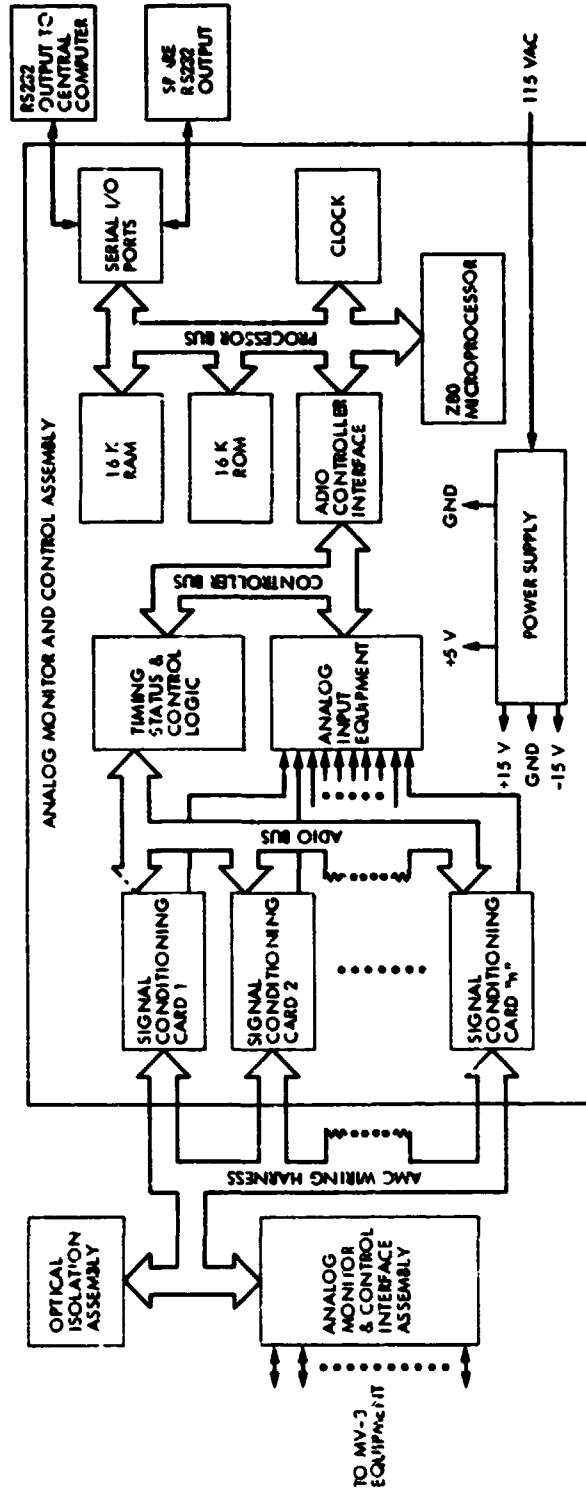 ANALOG MONITOR AND CONTROL ASSEMBLY
OPTICAL
ISOLATION
ASSEMBLY
ANALOG
MONITOR
& CONTROL
INTERFACE
ASSEMBLY
TO MV-3
EQUIPMENT
AMC WIRING HARNESS
SIGNAL
CONDITIONING
CARD 1
SIGNAL
CONDITIONING
CARD 2
SIGNAL
CONDITIONING
CARD "n"
ADIO BUS
TIMING
STATUS &
CONTROL
LOGIC
ANALOG
INPUT
EQUIPMENT
CONTROLLER BUS
16 K
RAM
16 K
ROM
ADIO
CONTROLLER
INTERFACE
PROCESSOR BUS
SERIAL I/O
PORTS
CLOCK
Z80
MICROPROCESSOR
RS232
OUTPUT TO
CENTRAL
COMPUTER
RS232
OUTPUT
+15 V
GND
-15 V
+5 V
GND
POWER SUPPLY
115 VAC